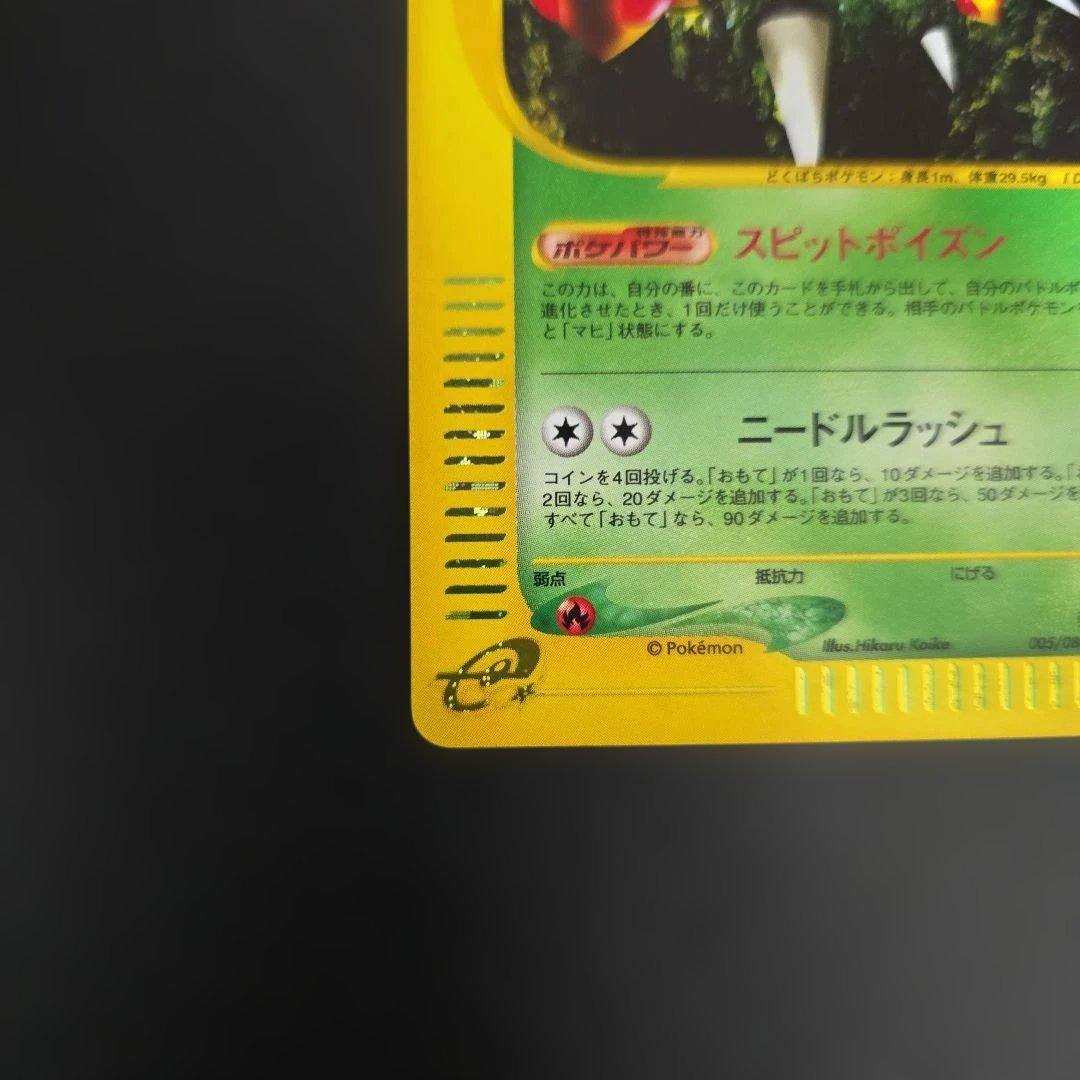 どくばちポケモン：身長1m、体重29.5kg
特殊能力
ポケパワー スピットポイズン
この力は、自分の番に、このカードを手札から出して、自分のバトルポ
進化させたとき、1回だけ使うことができる。相手のバトルポケモン
と「マヒ」状態にする。
ニードルラッシュ
コインを4回投げる。「おもて」が1回なら、10ダメージを追加する。「
2回なら、20ダメージを追加する。「おもて」が3回なら、50ダメージを
すべて「おもて」なら、90ダメージを追加する。
弱点 抵抗力 にげる
© Pokémon Illus.Hikaru Koike 005/08
e